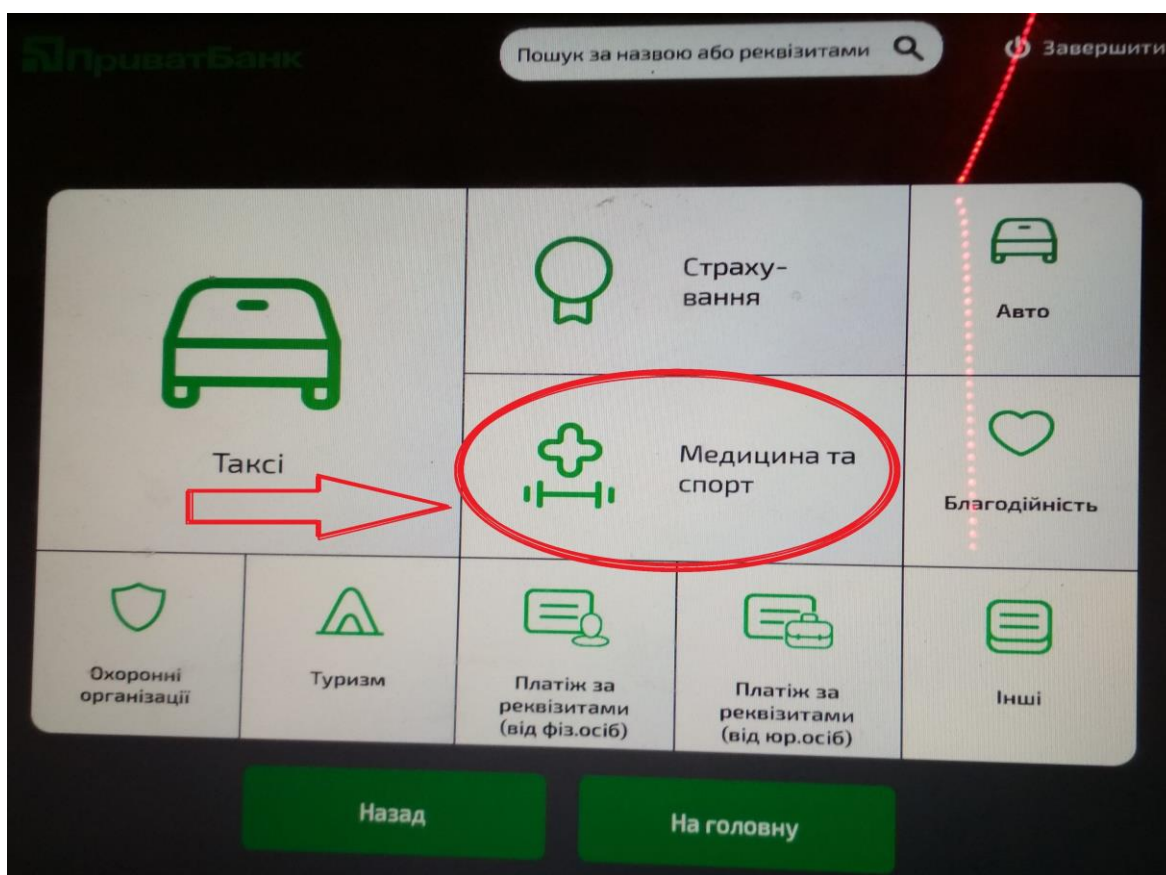 ПриватБанк
Пошук за назвою або реквізитами
Завершити
Таксі
Страху-
вання
Авто
Медицина та
спорт
Благодійність
Охоронні
організації
Туризм
Платіж за
реквізитами
(від фіз.осіб)
Платіж за
реквізитами
(від юр.осіб)
Інші
Назад
На головну